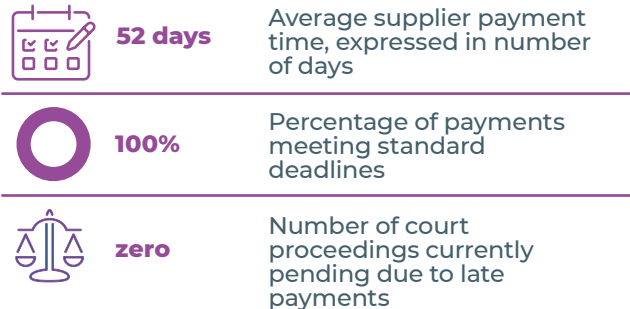 52 days
Average supplier payment
time, expressed in number
of days
100%
Percentage of payments
meeting standard
deadlines
zero
Number of court
proceedings currently
pending due to late
payments